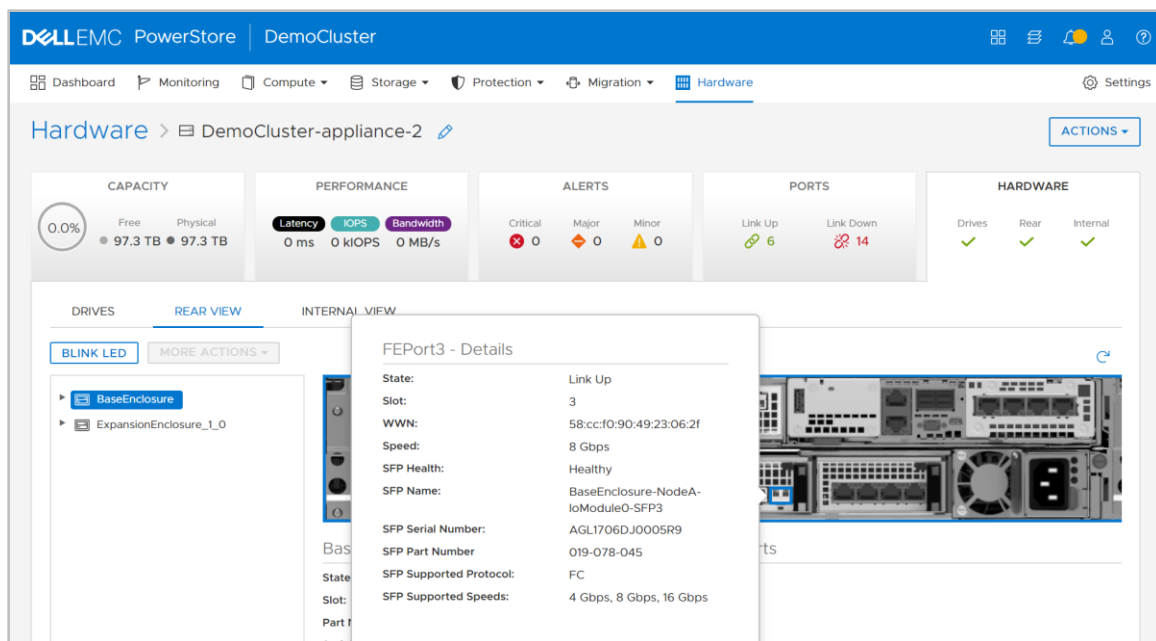 DELLEMC PowerStore DemoCluster
Dashboard Monitoring Compute Storage Protection Migration Hardware Settings
Hardware > DemoCluster-appliance-2
ACTIONS
CAPACITY PERFORMANCE ALERTS PORTS HARDWARE
0.0% Free Physical Latency IOPS Bandwidth Critical Major Minor Link Up Link Down Drives Rear Internal
97.3 TB 97.3 TB 0 ms 0 kIOPS 0 MB/s 0 0 0 6 14
DRIVES REAR VIEW INTERNAL VIEW
BLINK LED MORE ACTIONS
BaseEnclosure
ExpansionEnclosure_1_0
FEPort3 - Details
State: Link Up
Slot: 3
WWN: 58:cc:f0:90:49:23:06:2f
Speed: 8 Gbps
SFP Health: Healthy
SFP Name: BaseEnclosure-NodeA-
IoModule0-SFP3
SFP Serial Number: AGL1706DJ0005R9
SFP Part Number 019-078-045
SFP Supported Protocol: FC
SFP Supported Speeds: 4 Gbps, 8 Gbps, 16 Gbps
Bas
State
Slot:
Part
rts